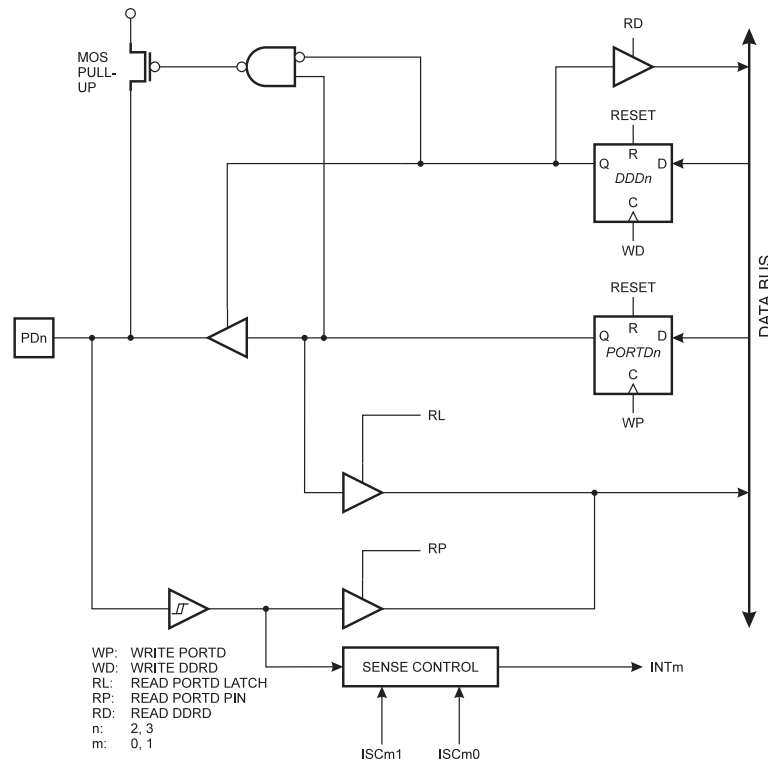 RD
MOS
PULL-
UP
RESET
R
Q
D
DDDn
C
WD
DATA BUS
RESET
R
PDn
Q
D
PORTDn
C
WP
RL
RP
WP: WRITE PORTD
WD: WRITE DDRD
RL: READ PORTD LATCH
RP: READ PORTD PIN
RD: READ DDRD
n: 2, 3
m: 0, 1
SENSE CONTROL
INTm
ISCm1
ISCm0